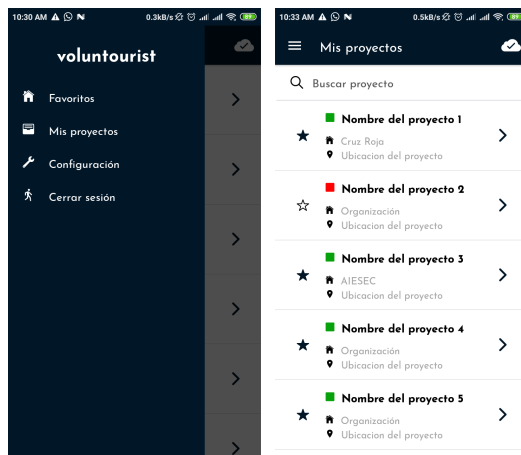 10:30 AM 0.3kB/s 89
voluntourist
Favoritos
Mis proyectos
Configuración
Cerrar sesión
10:33 AM 0.5kB/s 89
Mis proyectos
Buscar proyecto
Nombre del proyecto 1
Cruz Roja
Ubicacion del proyecto
Nombre del proyecto 2
Organización
Ubicacion del proyecto
Nombre del proyecto 3
AIESEC
Ubicacion del proyecto
Nombre del proyecto 4
Organización
Ubicacion del proyecto
Nombre del proyecto 5
Organización
Ubicacion del proyecto